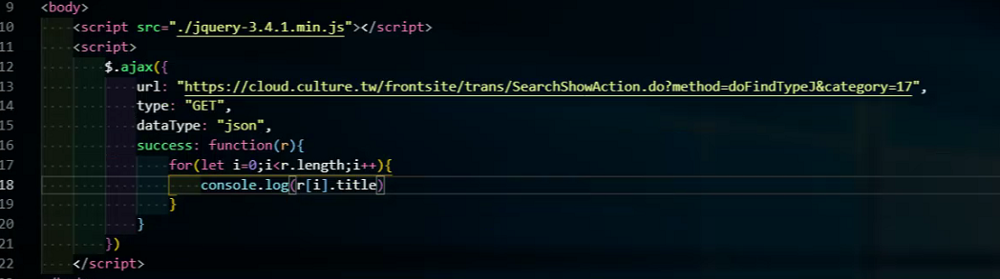 9 <body>
10 <script src="./jquery-3.4.1.min.js"></script>
11 <script>
12 $.ajax({
13 url: "https://cloud.culture.tw/frontsite/trans/SearchShowAction.do?method=doFindTypeJ&category=17",
14 type: "GET",
15 dataType: "json",
16 success: function(r){
17 for(let i=0;i<r.length;i++){
18 console.log(r[i].title)
19 }
20 }
21 })
22 </script>